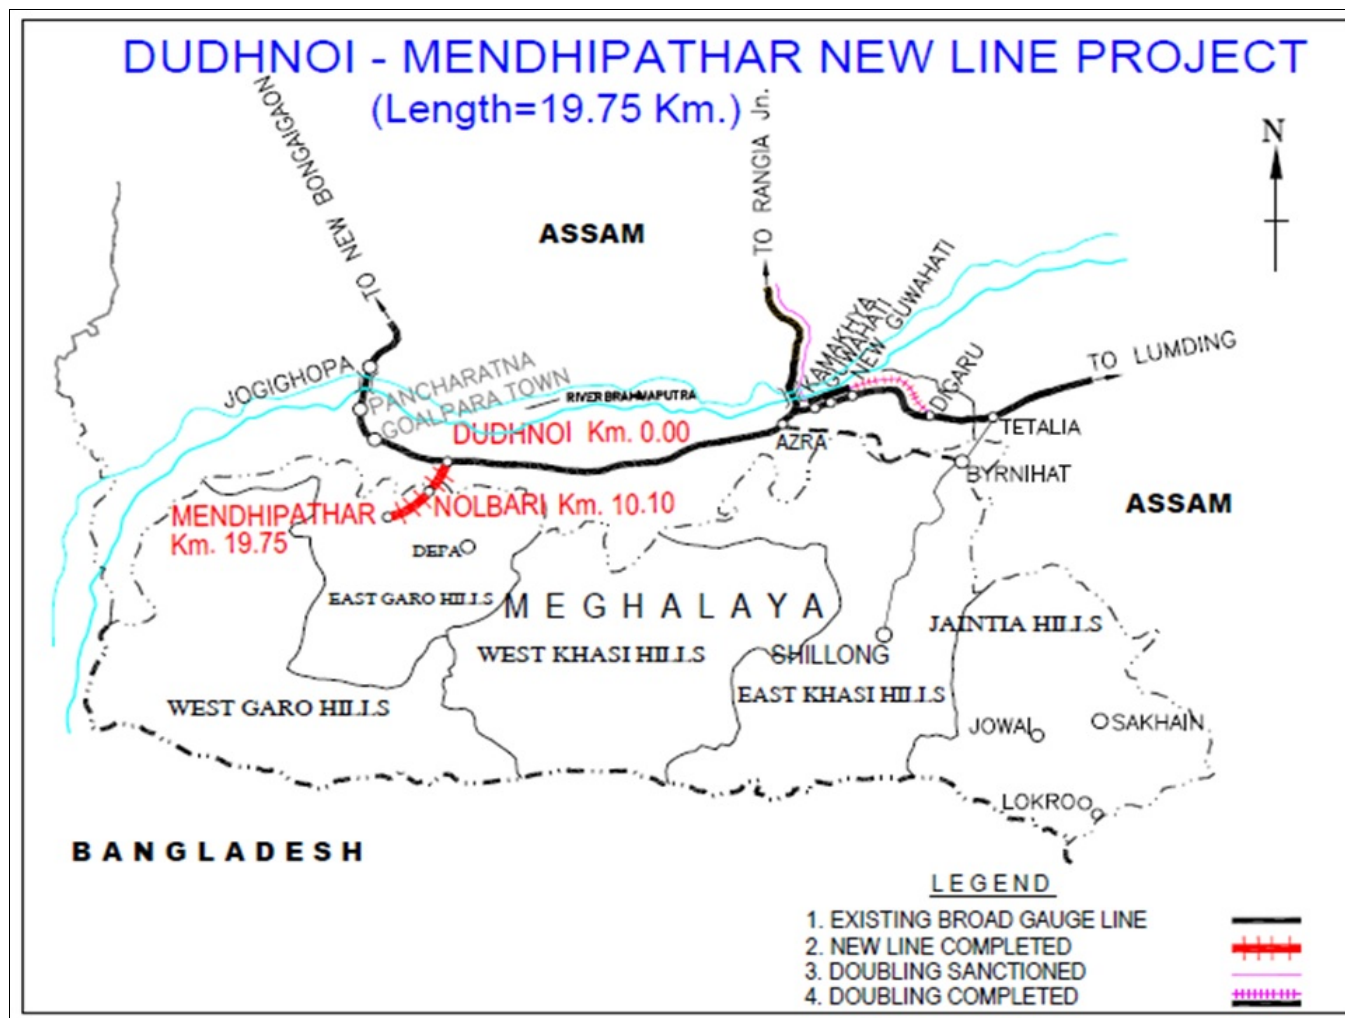 DUDHNOI - MENDHIPATHAR NEW LINE PROJECT
(Length=19.75 Km.)
TO NEW BONGAIGAON
TO RANGIA Jn.
N
ASSAM
KAMAKHYA
GUWAHATI
NEW GUWAHATI
DIGARU
TO LUMDING
JOGIGHOPA
PANCHARATNA
GOALPARA TOWN
RIVER BRAHMAPUTRA
DUDHNOI Km. 0.00
AZRA
TETALIA
BYRNIHAT
MENDHIPATHAR
Km. 19.75
NOLBARI Km. 10.10
ASSAM
DEPA
EAST GARO HILLS
MEGHALAYA
JAINTIA HILLS
WEST KHASI HILLS
SHILLONG
EAST KHASI HILLS
WEST GARO HILLS
JOWAI
SAKHAIN
LOKROO
BANGLADESH
LEGEND
1. EXISTING BROAD GAUGE LINE
2. NEW LINE COMPLETED
3. DOUBLING SANCTIONED
4. DOUBLING COMPLETED